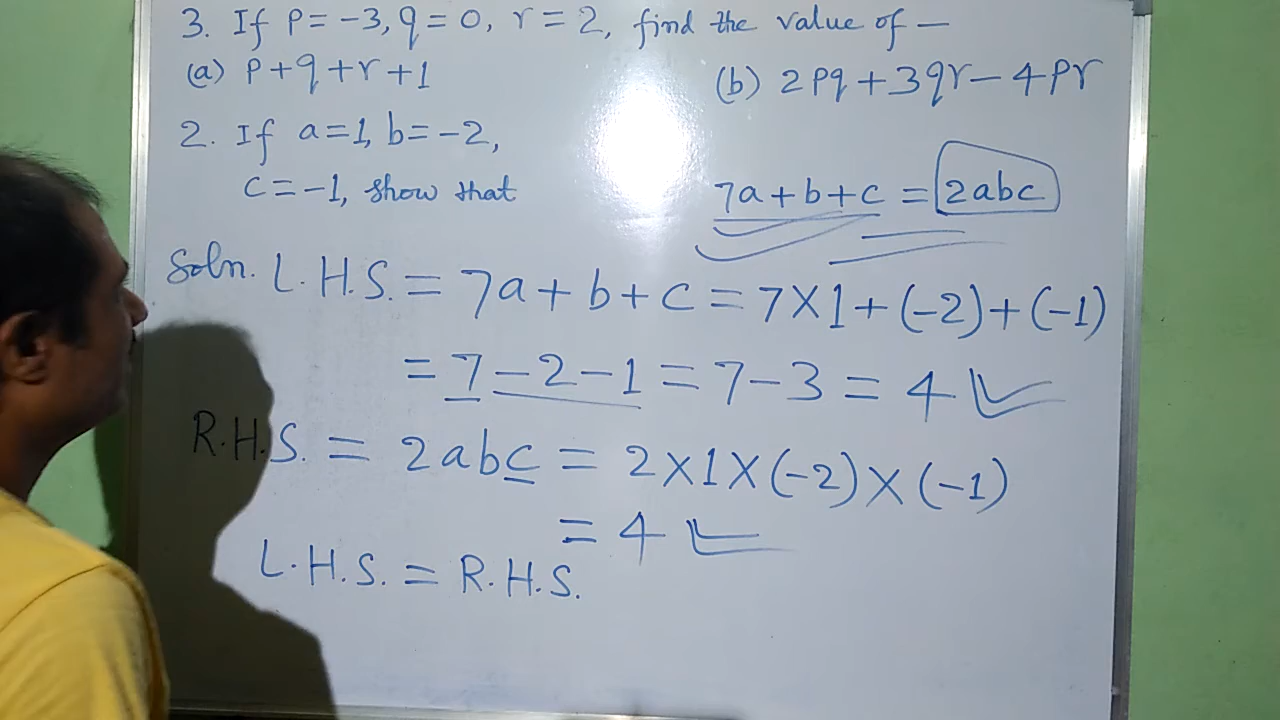 3. If p = -3, q = 0, r = 2, find the value of —
(a) p + q + r + 1 (b) 2pq + 3qr - 4pr
2. If a = 1, b = -2,
c = -1, show that 7a + b + c = 2abc
Soln. L.H.S. = 7a + b + c = 7 × 1 + (-2) + (-1)
= 7 - 2 - 1 = 7 - 3 = 4
R.H.S. = 2abc = 2 × 1 × (-2) × (-1)
= 4
L.H.S. = R.H.S.